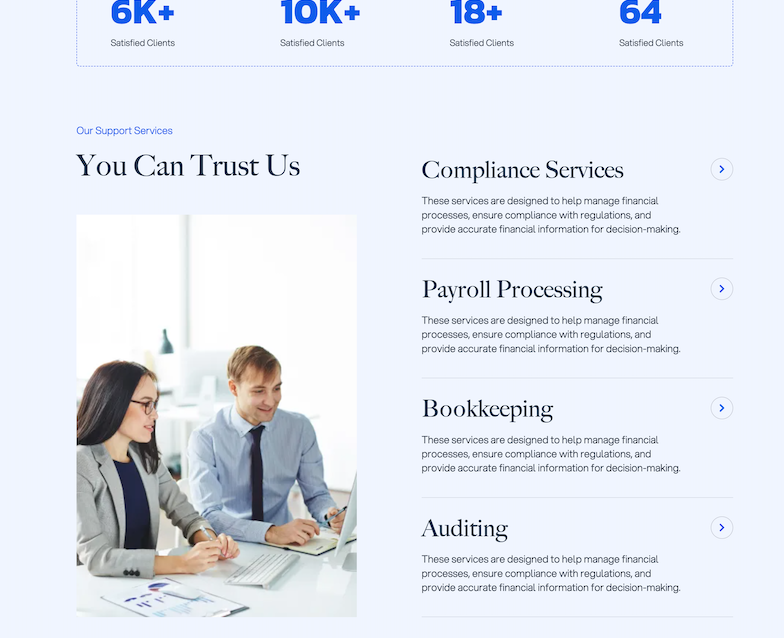 6K+
10K+
18+
64
Satisfied Clients
Satisfied Clients
Satisfied Clients
Satisfied Clients
Our Support Services
You Can Trust Us
Compliance Services
These services are designed to help manage financial
processes, ensure compliance with regulations, and
provide accurate financial information for decision-making.
Payroll Processing
These services are designed to help manage financial
processes, ensure compliance with regulations, and
provide accurate financial information for decision-making.
Bookkeeping
These services are designed to help manage financial
processes, ensure compliance with regulations, and
provide accurate financial information for decision-making.
Auditing
These services are designed to help manage financial
processes, ensure compliance with regulations, and
provide accurate financial information for decision-making.